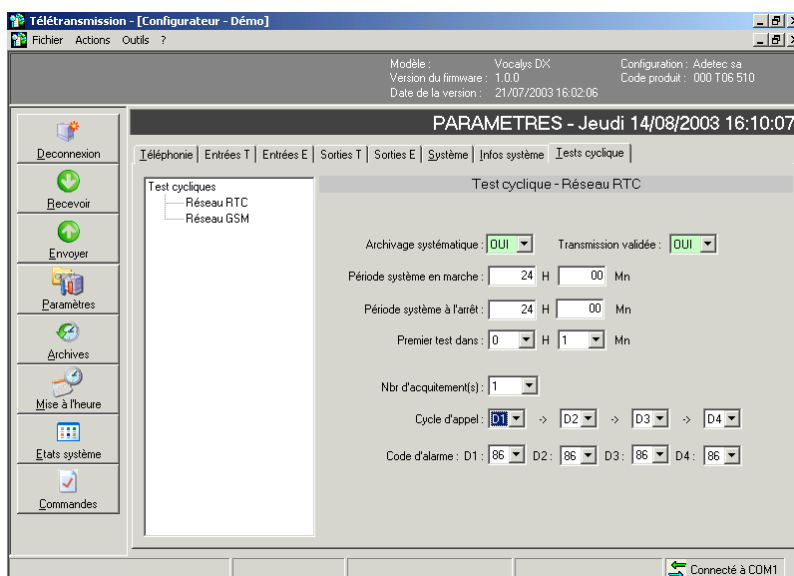 Télétransmission - [Configurateur - Démo]
Fichier Actions Outils ?
Modèle : Vocalys DX Configuration : Adetec sa
Version du firmware : 1.0.0 Code produit : 000 T06 510
Date de la version : 21/07/2003 16:02:06
PARAMETRES - Jeudi 14/08/2003 16:10:07
Deconnexion
Recevoir
Envoyer
Paramètres
Archives
Mise à l'heure
Etats système
Commandes
Téléphonie Entrées T Entrées E Sorties T Sorties E Système Infos système Tests cyclique
Test cycliques
Réseau RTC
Réseau GSM
Test cyclique - Réseau RTC
Archivage systématique : OUI Transmission validée : OUI
Période système en marche : 24 H 00 Mn
Période système à l'arrêt : 24 H 00 Mn
Premier test dans : 0 H 1 Mn
Nbr d'acquitement(s) : 1
Cycle d'appel : D1 -> D2 -> D3 -> D4
Code d'alarme : D1 : 86 D2 : 86 D3 : 86 D4 : 86
Connecté à COM1